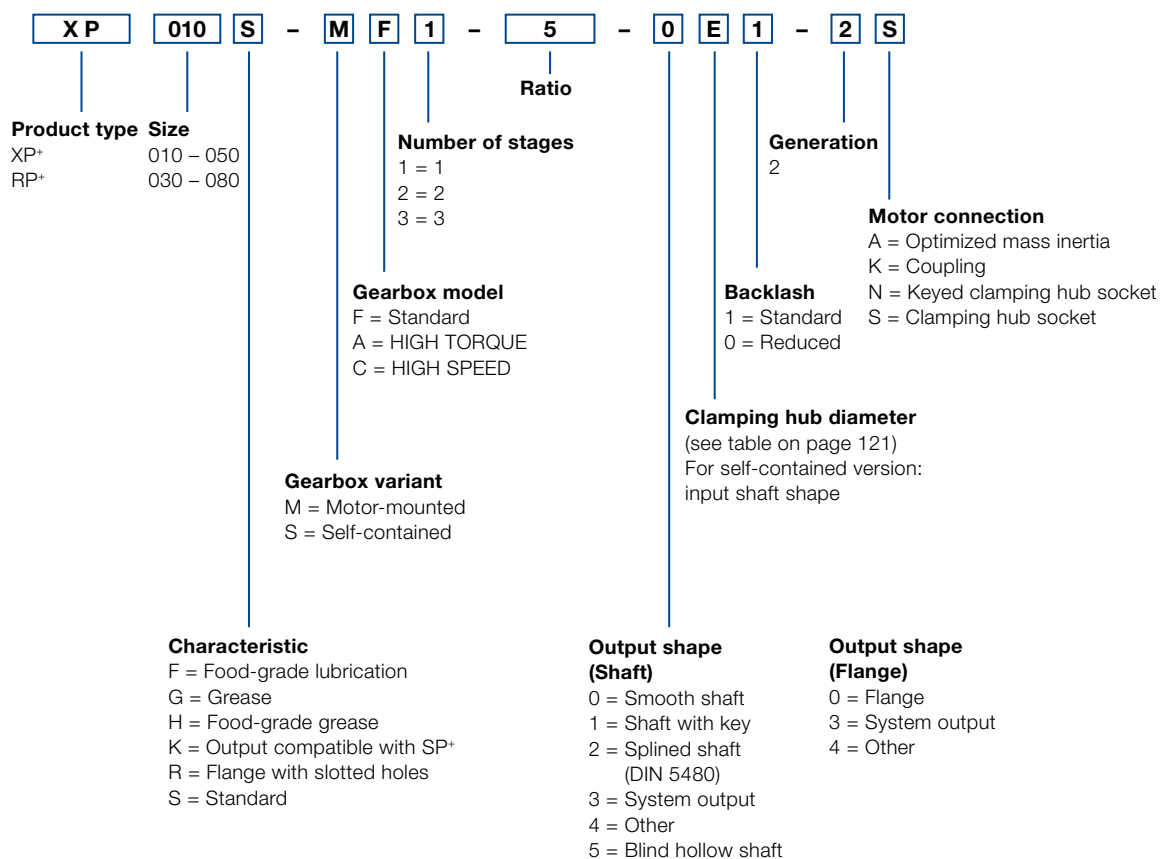 X P 010 S – M F 1 – 5 – 0 E 1 – 2 S
Ratio
Product type
XP+
RP+
Size
010 – 050
030 – 080
Number of stages
1 = 1
2 = 2
3 = 3
Generation
2
Motor connection
A = Optimized mass inertia
K = Coupling
N = Keyed clamping hub socket
S = Clamping hub socket
Gearbox model
F = Standard
A = HIGH TORQUE
C = HIGH SPEED
Backlash
1 = Standard
0 = Reduced
Clamping hub diameter
(see table on page 121)
For self-contained version:
input shaft shape
Gearbox variant
M = Motor-mounted
S = Self-contained
Characteristic
F = Food-grade lubrication
G = Grease
H = Food-grade grease
K = Output compatible with SP+
R = Flange with slotted holes
S = Standard
Output shape
(Shaft)
0 = Smooth shaft
1 = Shaft with key
2 = Splined shaft
(DIN 5480)
3 = System output
4 = Other
5 = Blind hollow shaft
Output shape
(Flange)
0 = Flange
3 = System output
4 = Other